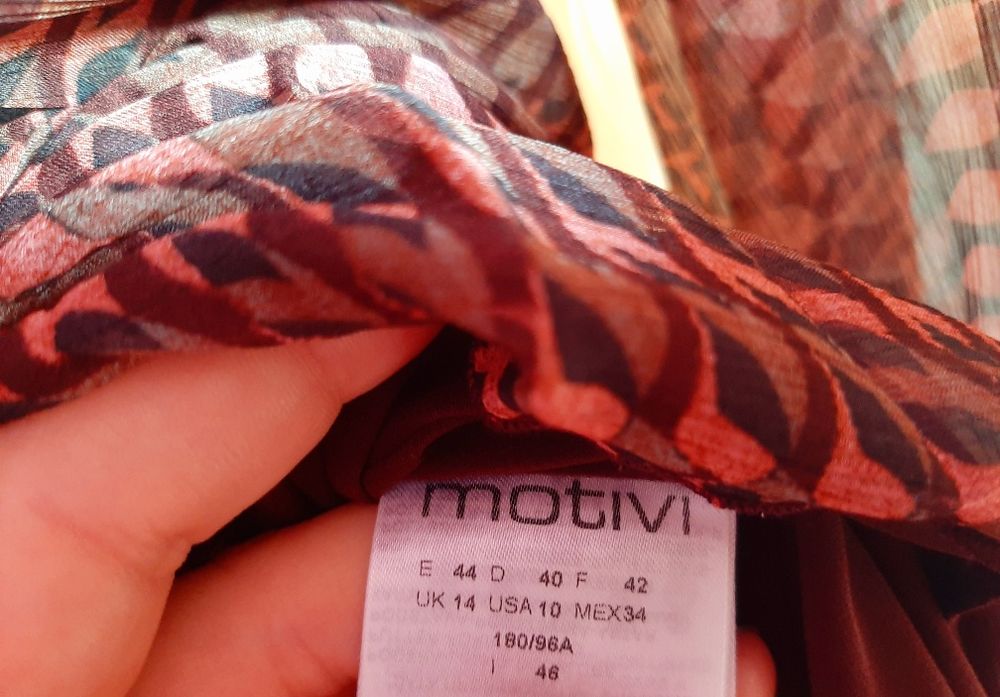 motivi
E 44 D 40 F 42
UK 14 USA 10 MEX34
180/96A
I 46